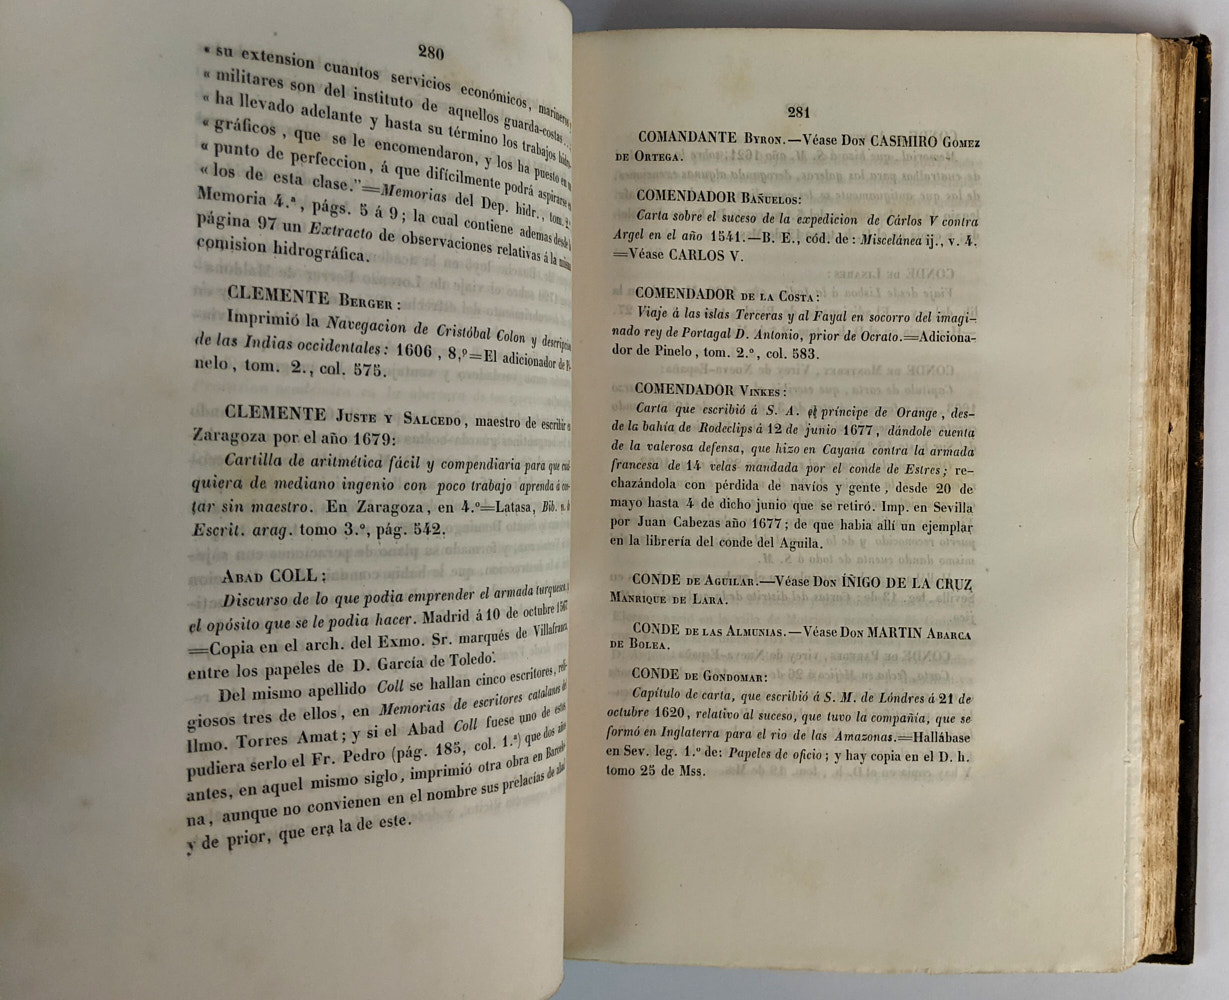 280
« su extension cuantos servicios económicos, marineros y
« militares son del instituto de aquellos guarda-costas...
« ha llevado adelante y hasta su término los trabajos hidro-
« gráficos, que se le encomendaron, y los ha puesto en un
« punto de perfeccion, á que difícilmente podrá aspirarse en
« los de esta clase."=Memorias del Dep. hidr., tom. 2.º
Memoria 4.ª, págs. 5 á 9; la cual contiene ademas desde la
página 97 un Extracto de observaciones relativas á la misma
comision hidrográfica.
CLEMENTE BERGER:
Imprimió la Navegacion de Cristóbal Colon y descripcion
de las Indias occidentales: 1606, 8.º=El adicionador de Pi-
nelo, tom. 2., col. 575.
CLEMENTE JUSTE Y SALCEDO, maestro de escribir en
Zaragoza por el año 1679:
Cartilla de aritmética fácil y compendiaria para que cual-
quiera de mediano ingenio con poco trabajo aprenda á con-
tar sin maestro. En Zaragoza, en 4.º=Latasa, Bib. n. de
Escrit. arag. tomo 3.º, pág. 542.
ABAD COLL:
Discurso de lo que podia emprender el armada turquesca, y
el opósito que se le podia hacer. Madrid á 10 de octubre 1567.
=Copia en el arch. del Exmo. Sr. marqués de Villafranca,
entre los papeles de D. García de Toledo.
Del mismo apellido Coll se hallan cinco escritores, reli-
giosos tres de ellos, en Memorias de escritores catalanes del
Ilmo. Torres Amat; y si el Abad Coll fuese uno de estos
pudiera serlo el Fr. Pedro (pág. 185, col. 1.ª) que dos años
antes, en aquel mismo siglo, imprimió otra obra en Barcelo-
na, aunque no convienen en el nombre sus prelacías de abad
y de prior, que era la de este.
281
COMANDANTE BYRON.—Véase DON CASIMIRO GÓMEZ
DE ORTEGA.
COMENDADOR BAÑUELOS:
Carta sobre el suceso de la expedicion de Cárlos V contra
Argel en el año 1541.—B. E., cód. de: Miscelánea ij., v. 4.
=Véase CARLOS V.
COMENDADOR DE LA COSTA:
Viaje á las islas Terceras y al Fayal en socorro del imagi-
nado rey de Portagal D. Antonio, prior de Ocrato.=Adiciona-
dor de Pinelo, tom. 2.º, col. 583.
COMENDADOR VINKES:
Carta que escribió á S. A. el príncipe de Orange, des-
de la bahía de Rodeclips á 12 de junio 1677, dándole cuenta
de la valerosa defensa, que hizo en Cayana contra la armada
francesa de 14 velas mandada por el conde de Estres; re-
chazándola con pérdida de navíos y gente, desde 20 de
mayo hasta 4 de dicho junio que se retiró. Imp. en Sevilla
por Juan Cabezas año 1677; de que habia allí un ejemplar
en la librería del conde del Aguila.
CONDE DE AGUILAR.—Véase DON ÍÑIGO DE LA CRUZ
MANRIQUE DE LARA.
CONDE DE LAS ALMUNIAS.—Véase DON MARTIN ABARCA
DE BOLEA.
CONDE DE GONDOMAR:
Capítulo de carta, que escribió á S. M. de Lóndres á 21 de
octubre 1620, relativo al suceso, que tuvo la compañía, que se
formó en Inglaterra para el rio de las Amazonas.=Hallábase
en Sev. leg. 1.º de: Papeles de oficio; y hay copia en el D. h.
tomo 25 de Mss.